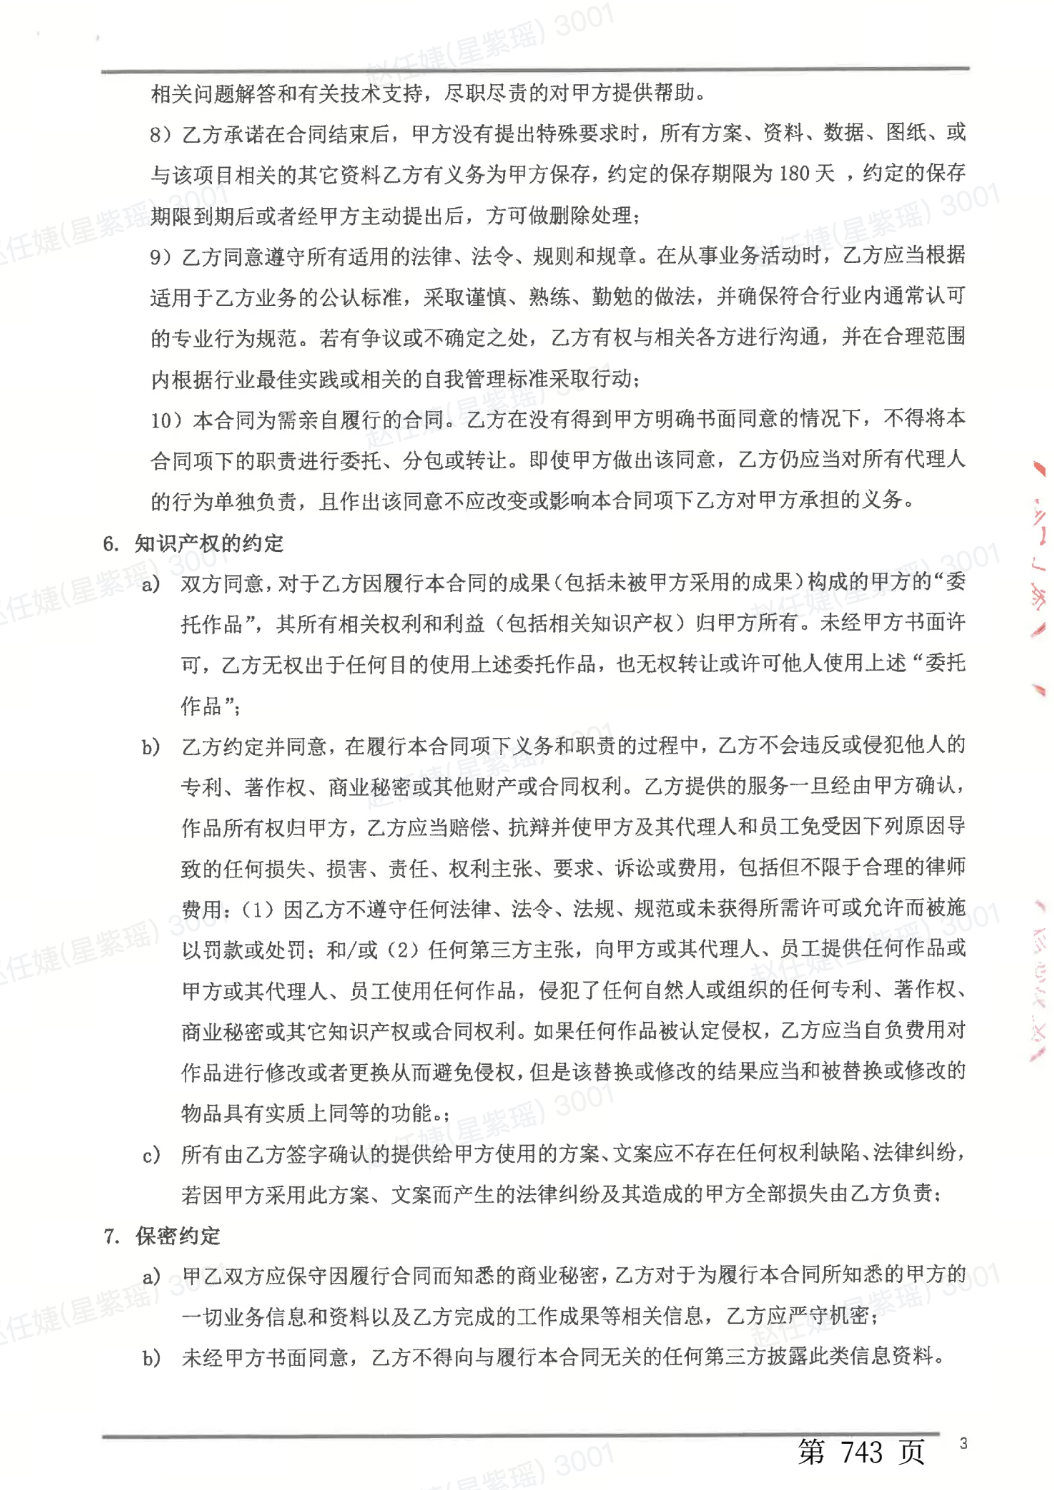 相关问题解答和有关技术支持，尽职尽责的对甲方提供帮助。
8）乙方承诺在合同结束后，甲方没有提出特殊要求时，所有方案、资料、数据、图纸、或
与该项目相关的其它资料乙方有义务为甲方保存，约定的保存期限为 180 天 ，约定的保存
期限到期后或者经甲方主动提出后，方可做删除处理；
9）乙方同意遵守所有适用的法律、法令、规则和规章。在从事业务活动时，乙方应当根据
适用于乙方业务的公认标准，采取谨慎、熟练、勤勉的做法，并确保符合行业内通常认可
的专业行为规范。若有争议或不确定之处，乙方有权与相关各方进行沟通，并在合理范围
内根据行业最佳实践或相关的自我管理标准采取行动；
10）本合同为需亲自履行的合同。乙方在没有得到甲方明确书面同意的情况下，不得将本
合同项下的职责进行委托、分包或转让。即使甲方做出该同意，乙方仍应当对所有代理人
的行为单独负责，且作出该同意不应改变或影响本合同项下乙方对甲方承担的义务。
6. 知识产权的约定
a) 双方同意，对于乙方因履行本合同的成果（包括未被甲方采用的成果）构成的甲方的“委
托作品”，其所有相关权利和利益（包括相关知识产权）归甲方所有。未经甲方书面许
可，乙方无权出于任何目的使用上述委托作品，也无权转让或许可他人使用上述“委托
作品”；
b) 乙方约定并同意，在履行本合同项下义务和职责的过程中，乙方不会违反或侵犯他人的
专利、著作权、商业秘密或其他财产或合同权利。乙方提供的服务一旦经由甲方确认，
作品所有权归甲方，乙方应当赔偿、抗辩并使甲方及其代理人和员工免受因下列原因导
致的任何损失、损害、责任、权利主张、要求、诉讼或费用，包括但不限于合理的律师
费用：（1）因乙方不遵守任何法律、法令、法规、规范或未获得所需许可或允许而被施
以罚款或处罚；和/或（2）任何第三方主张，向甲方或其代理人、员工提供任何作品或
甲方或其代理人、员工使用任何作品，侵犯了任何自然人或组织的任何专利、著作权、
商业秘密或其它知识产权或合同权利。如果任何作品被认定侵权，乙方应当自负费用对
作品进行修改或者更换从而避免侵权，但是该替换或修改的结果应当和被替换或修改的
物品具有实质上同等的功能。；
c) 所有由乙方签字确认的提供给甲方使用的方案、文案应不存在任何权利缺陷、法律纠纷，
若因甲方采用此方案、文案而产生的法律纠纷及其造成的甲方全部损失由乙方负责；
7. 保密约定
a) 甲乙双方应保守因履行合同而知悉的商业秘密，乙方对于为履行本合同所知悉的甲方的
一切业务信息和资料以及乙方完成的工作成果等相关信息，乙方应严守机密；
b) 未经甲方书面同意，乙方不得向与履行本合同无关的任何第三方披露此类信息资料。
第 743 页
3
赵任婕(星紫瑶) 3001